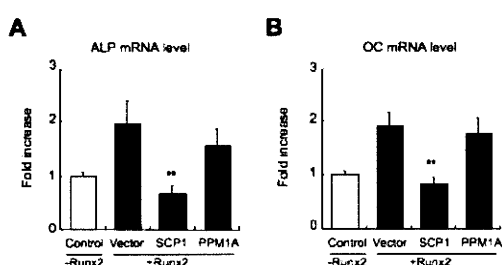 A
ALP mRNA level
Fold increase
3
2
1
0
Control Vector SCP1 PPM1A
-Runx2 +Runx2
**
B
OC mRNA level
Fold increase
3
2
1
0
Control Vector SCP1 PPM1A
-Runx2 +Runx2
**